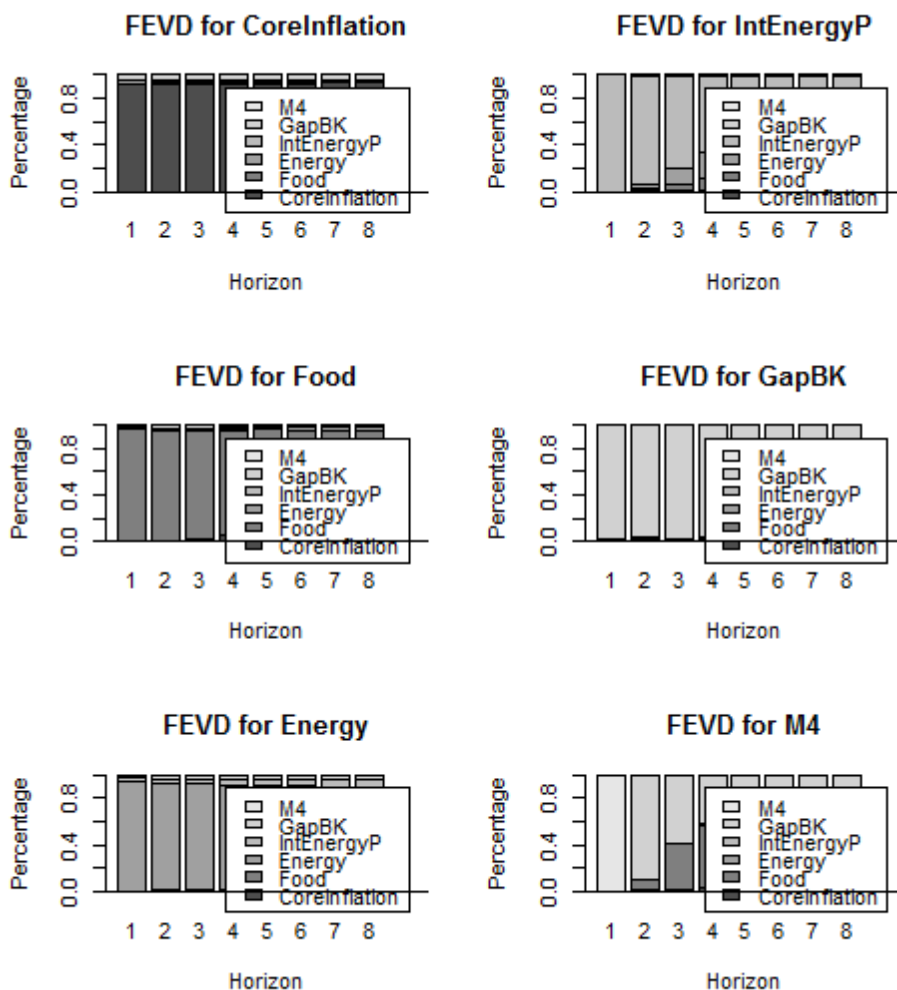 FEVD for CoreInflation
Percentage
0.0 0.4 0.8
M4
GapBK
IntEnergyP
Energy
Food
CoreInflation
1 2 3 4 5 6 7 8
Horizon
FEVD for IntEnergyP
Percentage
0.0 0.4 0.8
M4
GapBK
IntEnergyP
Energy
Food
CoreInflation
1 2 3 4 5 6 7 8
Horizon
FEVD for Food
Percentage
0.0 0.4 0.8
M4
GapBK
IntEnergyP
Energy
Food
CoreInflation
1 2 3 4 5 6 7 8
Horizon
FEVD for GapBK
Percentage
0.0 0.4 0.8
M4
GapBK
IntEnergyP
Energy
Food
CoreInflation
1 2 3 4 5 6 7 8
Horizon
FEVD for Energy
Percentage
0.0 0.4 0.8
M4
GapBK
IntEnergyP
Energy
Food
CoreInflation
1 2 3 4 5 6 7 8
Horizon
FEVD for M4
Percentage
0.0 0.4 0.8
M4
GapBK
IntEnergyP
Energy
Food
CoreInflation
1 2 3 4 5 6 7 8
Horizon